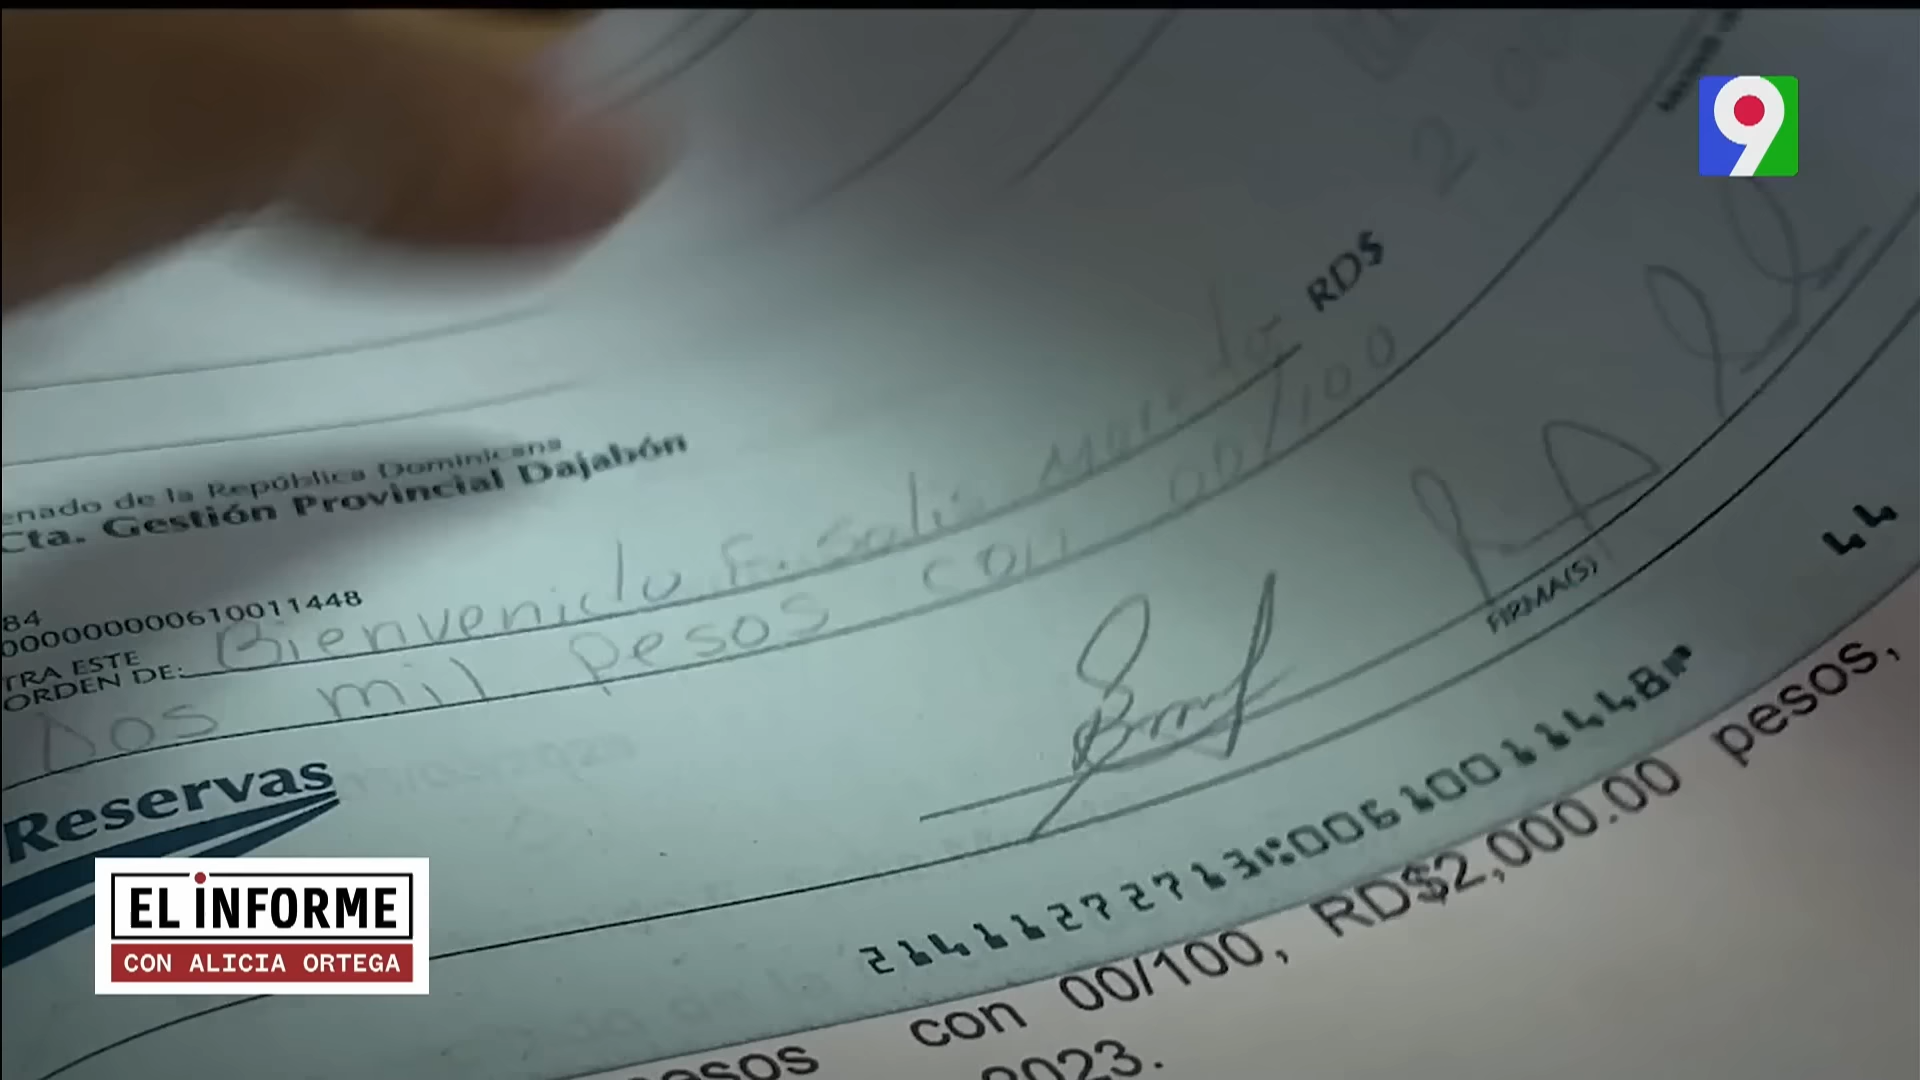 9
RD$
enado de la República Dominicana
Cta. Gestión Provincial Dajabón
84
0000000000610011448
TRA ESTE
ORDEN DE: Bienvenido F. Solis
Dos mil pesos con 00/100
Reservas
FIRMA(S)
44
EL INFORME
CON ALICIA ORTEGA
con 00/100, RD$2,000.00 pesos,
2023.